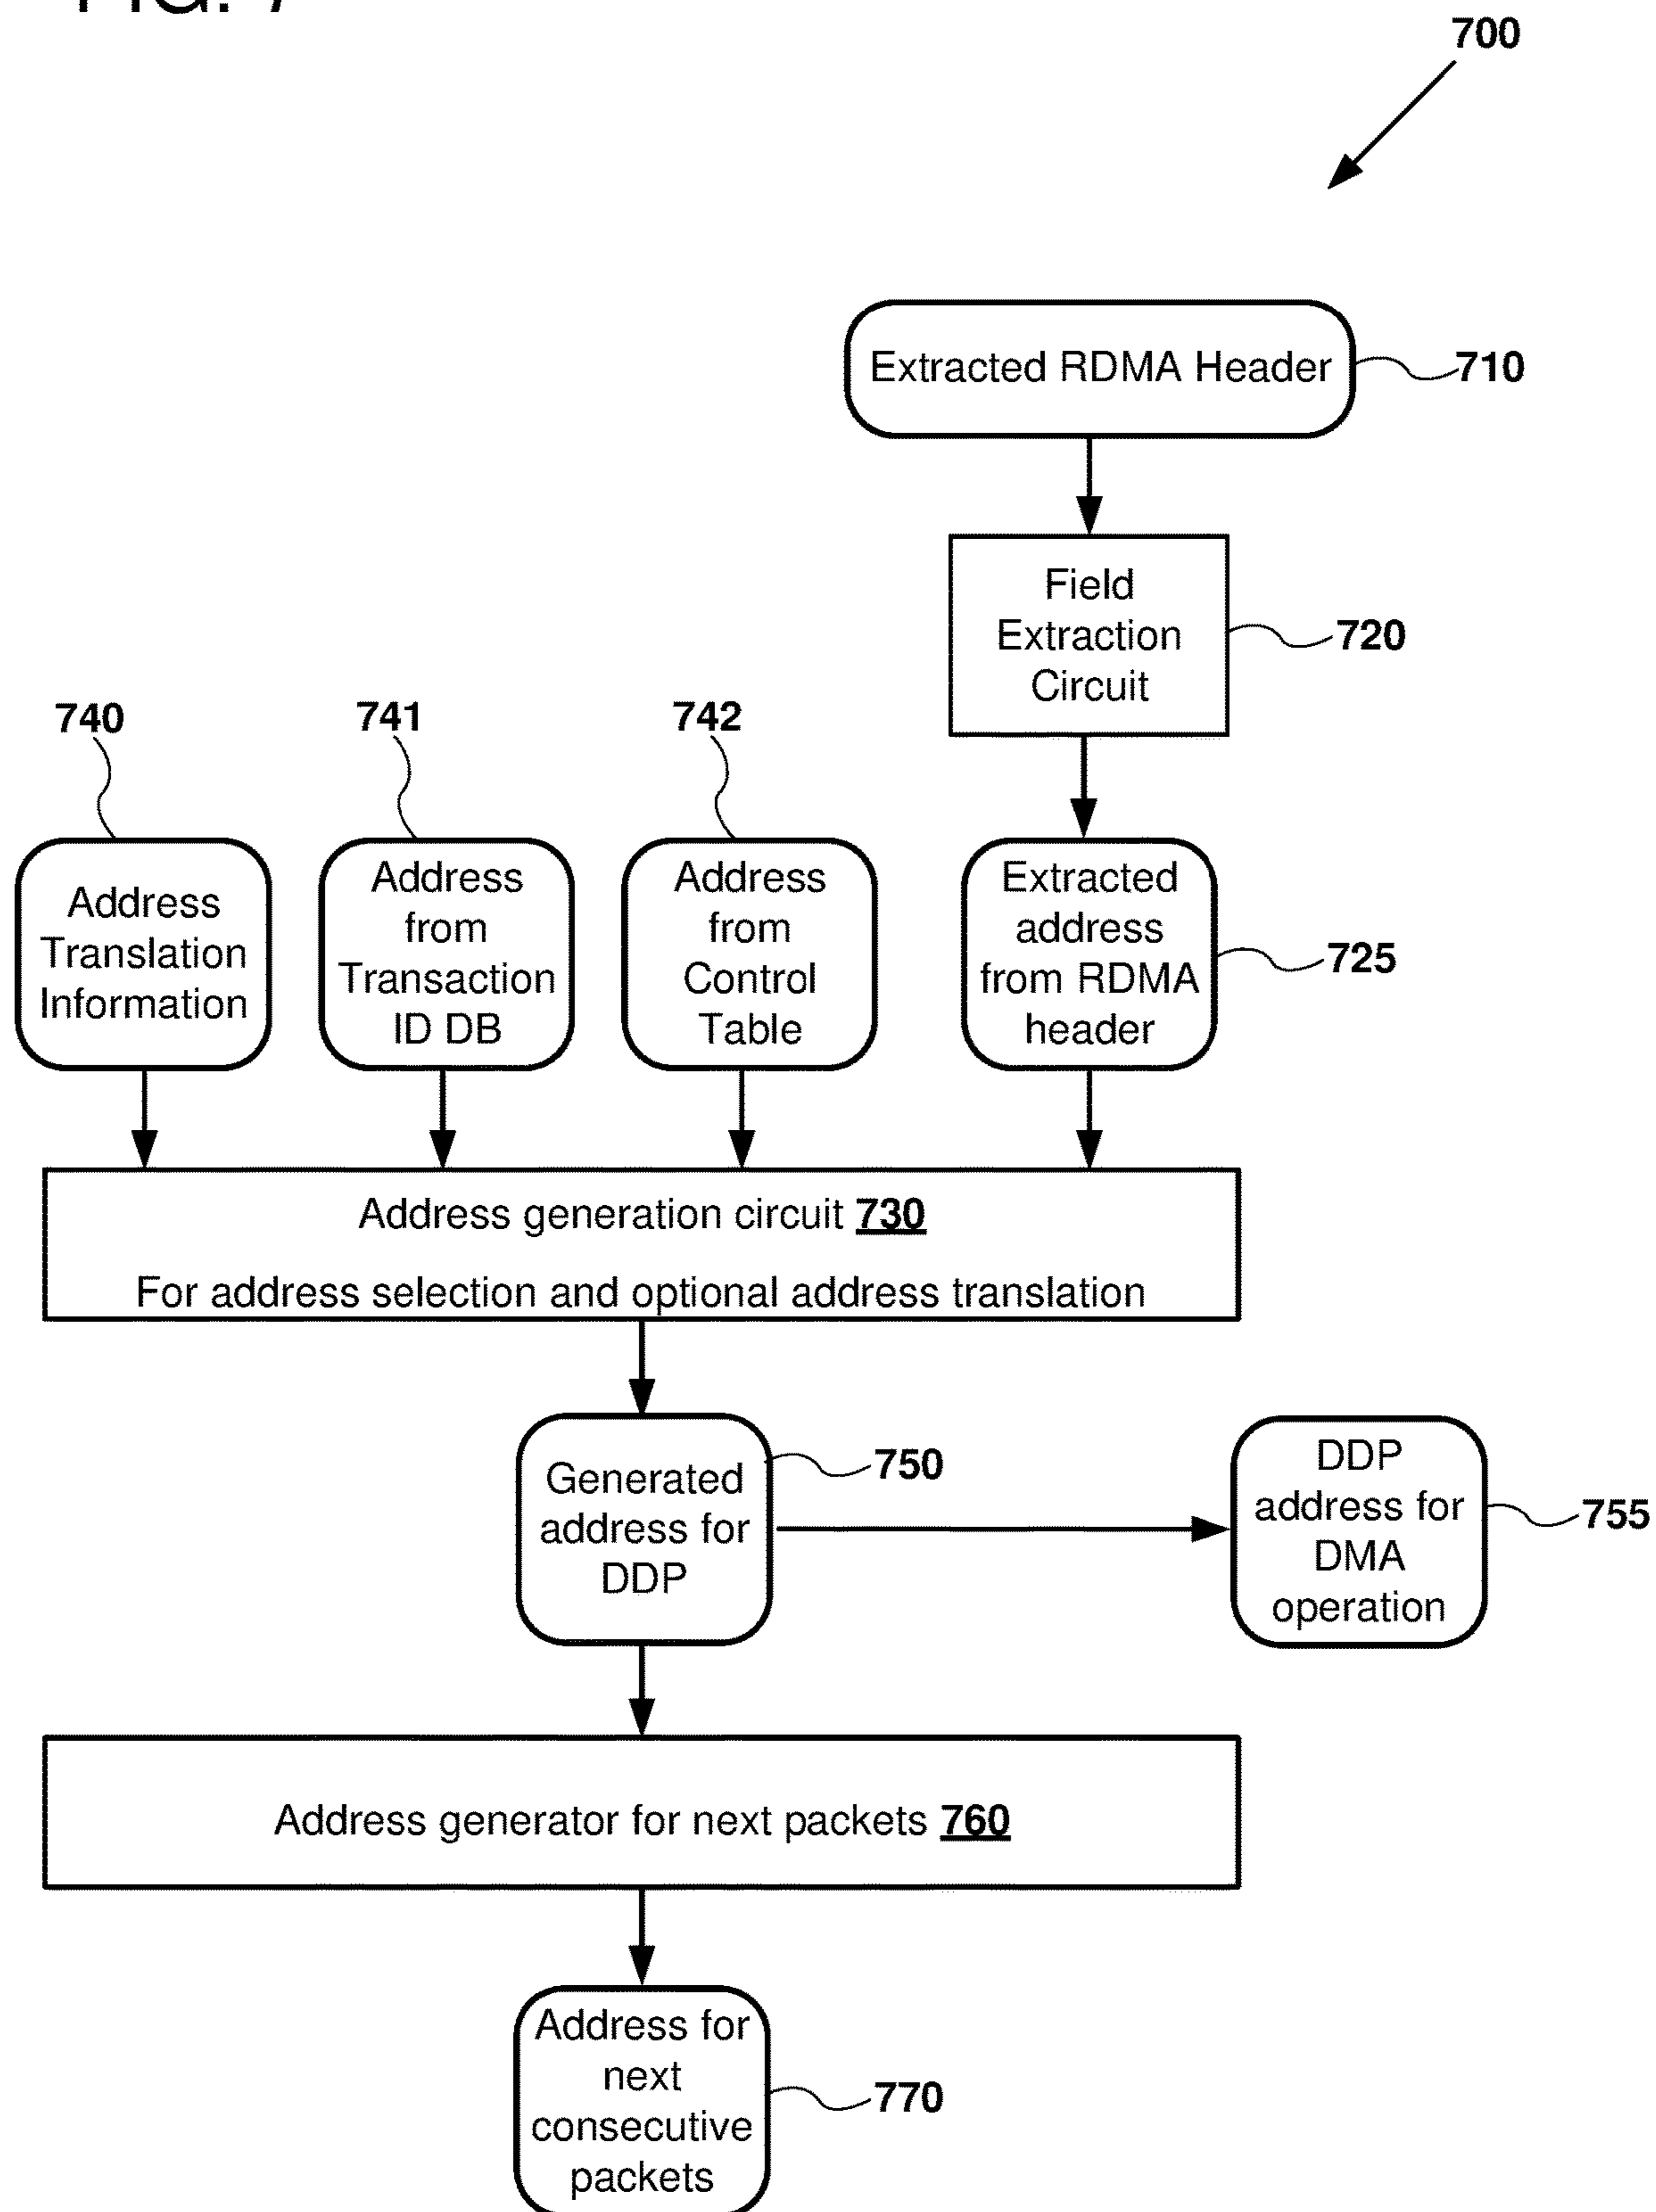 FIG. 7
700
Extracted RDMA Header
710
Field
Extraction
Circuit
720
740
741
742
Address
Translation
Information
Address
from
Transaction
ID DB
Address
from
Control
Table
Extracted
address
from RDMA
header
725
Address generation circuit 730
For address selection and optional address translation
Generated
address for
DDP
750
DDP
address for
DMA
operation
755
Address generator for next packets 760
Address for
next
consecutive
packets
770